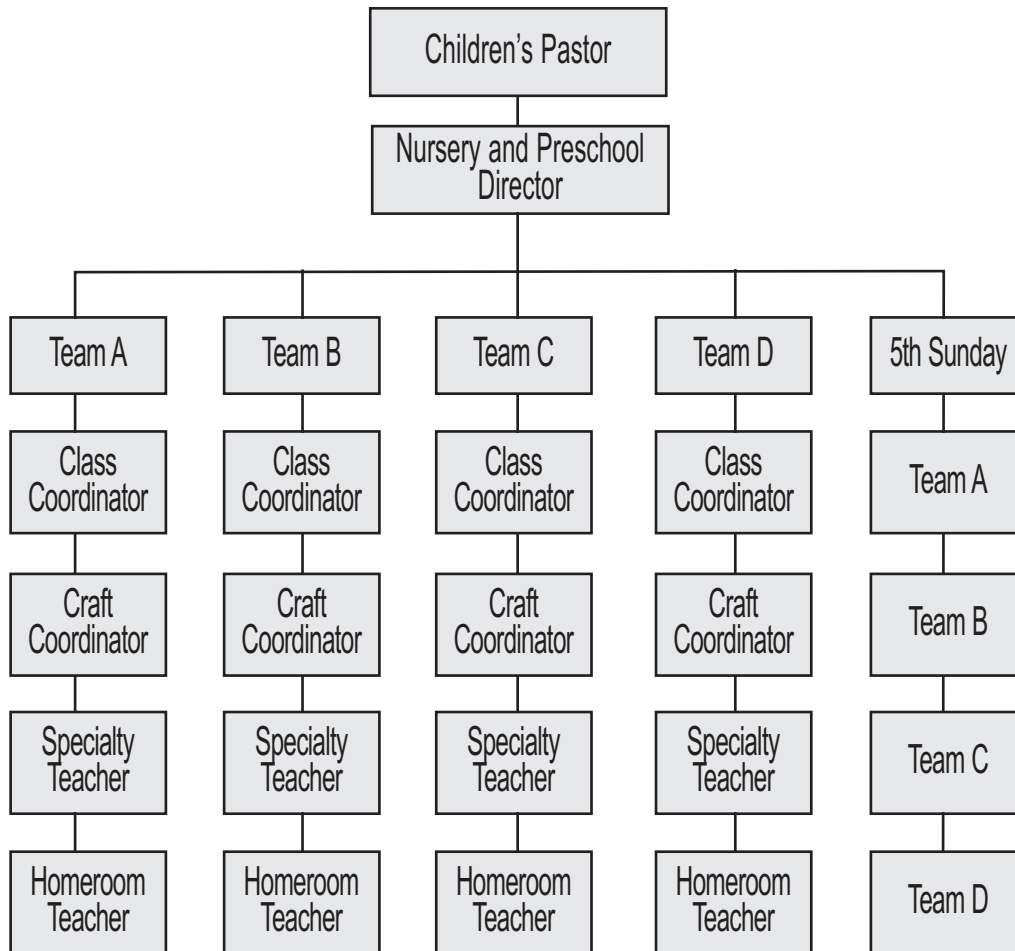 Children’s Pastor
Nursery and Preschool
Director
Team A
Team B
Team C
Team D
5th Sunday
Class
Coordinator
Class
Coordinator
Class
Coordinator
Class
Coordinator
Team A
Craft
Coordinator
Craft
Coordinator
Craft
Coordinator
Craft
Coordinator
Team B
Specialty
Teacher
Specialty
Teacher
Specialty
Teacher
Specialty
Teacher
Team C
Homeroom
Teacher
Homeroom
Teacher
Homeroom
Teacher
Homeroom
Teacher
Team D